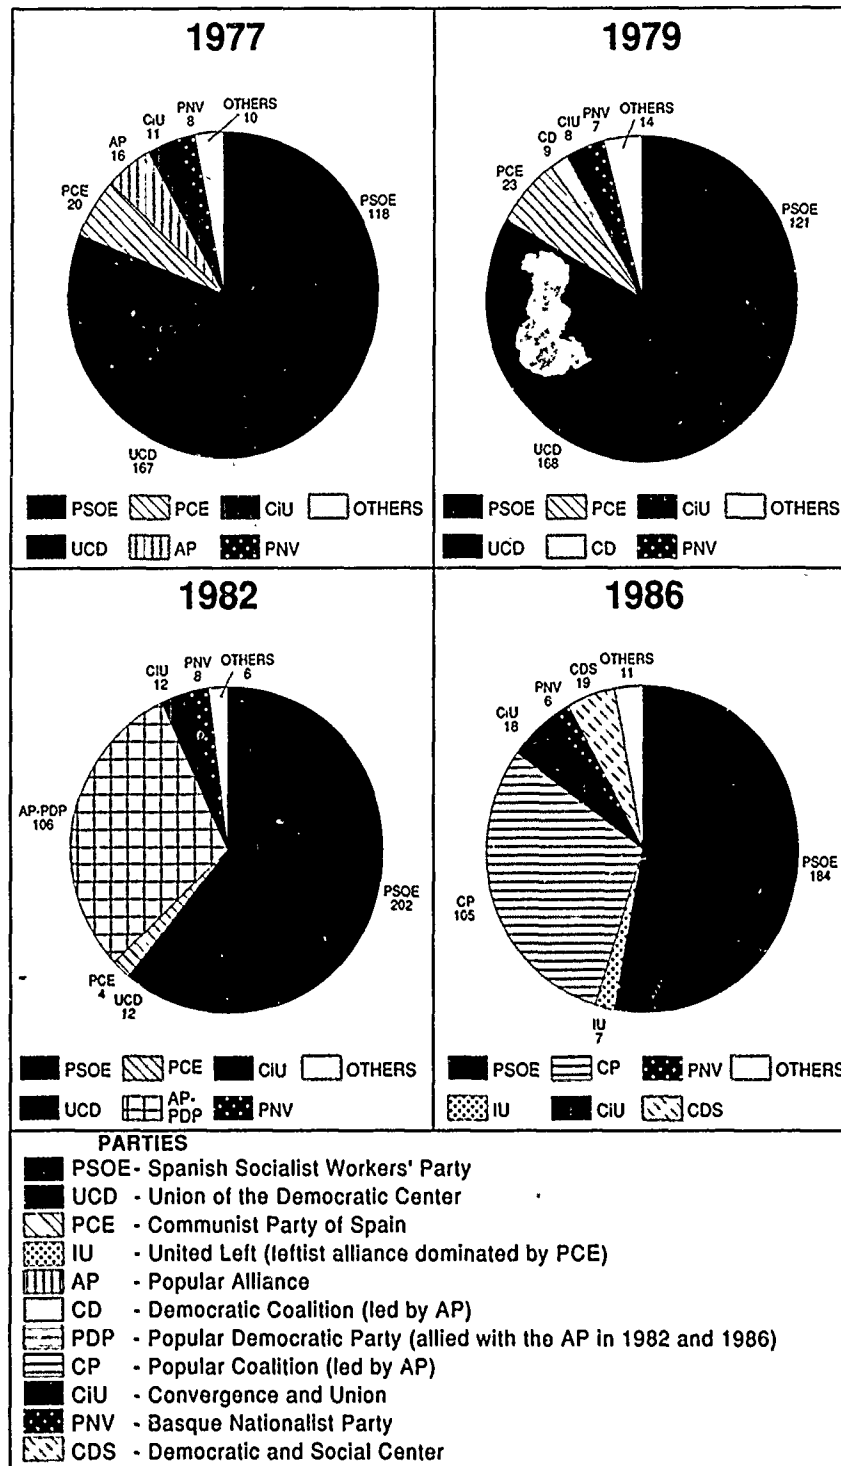 1977
PNV
8
OTHERS
10
CiU
11
AP
16
PCE
20
PSOE
118
UCD
167
PSOE PCE CiU OTHERS
UCD AP PNV
1979
PNV
7
OTHERS
14
CIU
8
CD
9
PCE
23
PSOE
121
UCD
168
PSOE PCE CiU OTHERS
UCD CD PNV
1982
PNV
8
OTHERS
6
CIU
12
AP-PDP
106
PSOE
202
PCE
4
UCD
12
PSOE PCE CiU OTHERS
UCD AP-
PDP PNV
1986
OTHERS
11
CDS
19
PNV
6
CiU
18
PSOE
184
CP
105
IU
7
PSOE CP PNV OTHERS
IU CiU CDS
PARTIES
PSOE - Spanish Socialist Workers' Party
UCD - Union of the Democratic Center
PCE - Communist Party of Spain
IU - United Left (leftist alliance dominated by PCE)
AP - Popular Alliance
CD - Democratic Coalition (led by AP)
PDP - Popular Democratic Party (allied with the AP in 1982 and 1986)
CP - Popular Coalition (led by AP)
CiU - Convergence and Union
PNV - Basque Nationalist Party
CDS - Democratic and Social Center